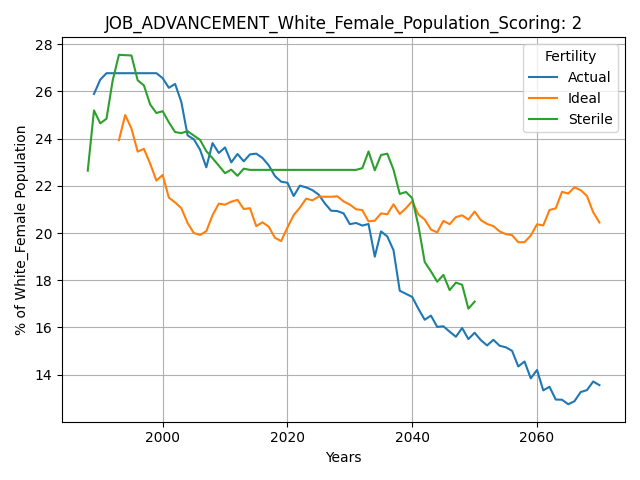 JOB_ADVANCEMENT_White_Female_Population_Scoring: 2
Fertility
Actual
Ideal
Sterile
% of White_Female Population
28
26
24
22
20
18
16
14
2000 2020 2040 2060
Years